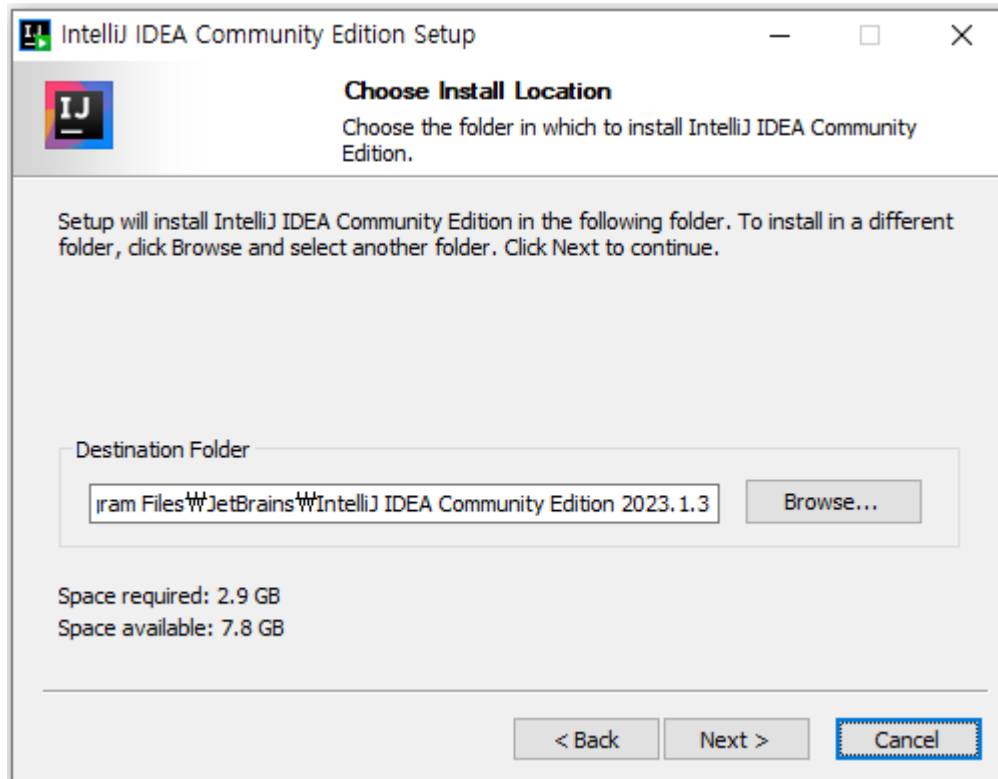 IJ IntelliJ IDEA Community Edition Setup
IJ
Choose Install Location
Choose the folder in which to install IntelliJ IDEA Community
Edition.
Setup will install IntelliJ IDEA Community Edition in the following folder. To install in a different
folder, click Browse and select another folder. Click Next to continue.
Destination Folder
ram Files₩JetBrains₩IntelliJ IDEA Community Edition 2023.1.3
Browse...
Space required: 2.9 GB
Space available: 7.8 GB
< Back
Next >
Cancel